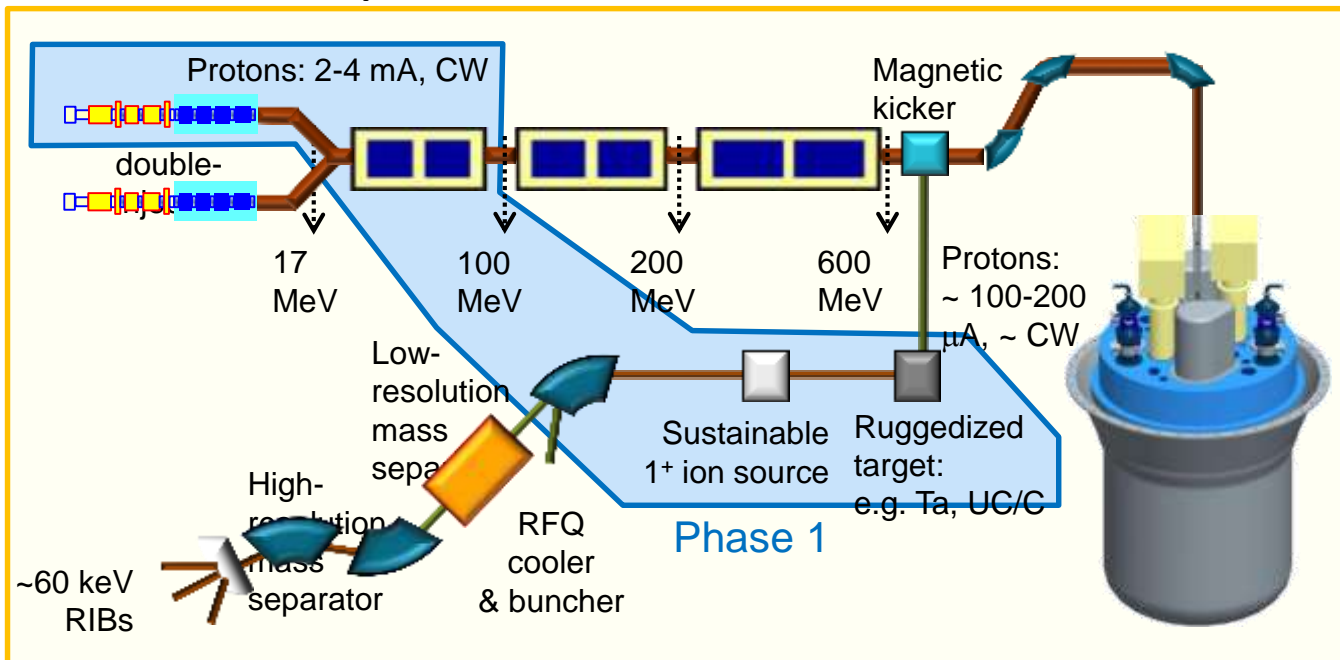 Protons: 2-4 mA, CW
Magnetic
kicker
double-
17
MeV
100
MeV
200
MeV
600
MeV
Protons:
~ 100-200
μA, ~ CW
Low-
resolution
mass
Sustainable
1+ ion source
Ruggedized
target:
e.g. Ta, UC/C
High-
resolution
mass
separator
RFQ
cooler
& buncher
Phase 1
~60 keV
RIBs